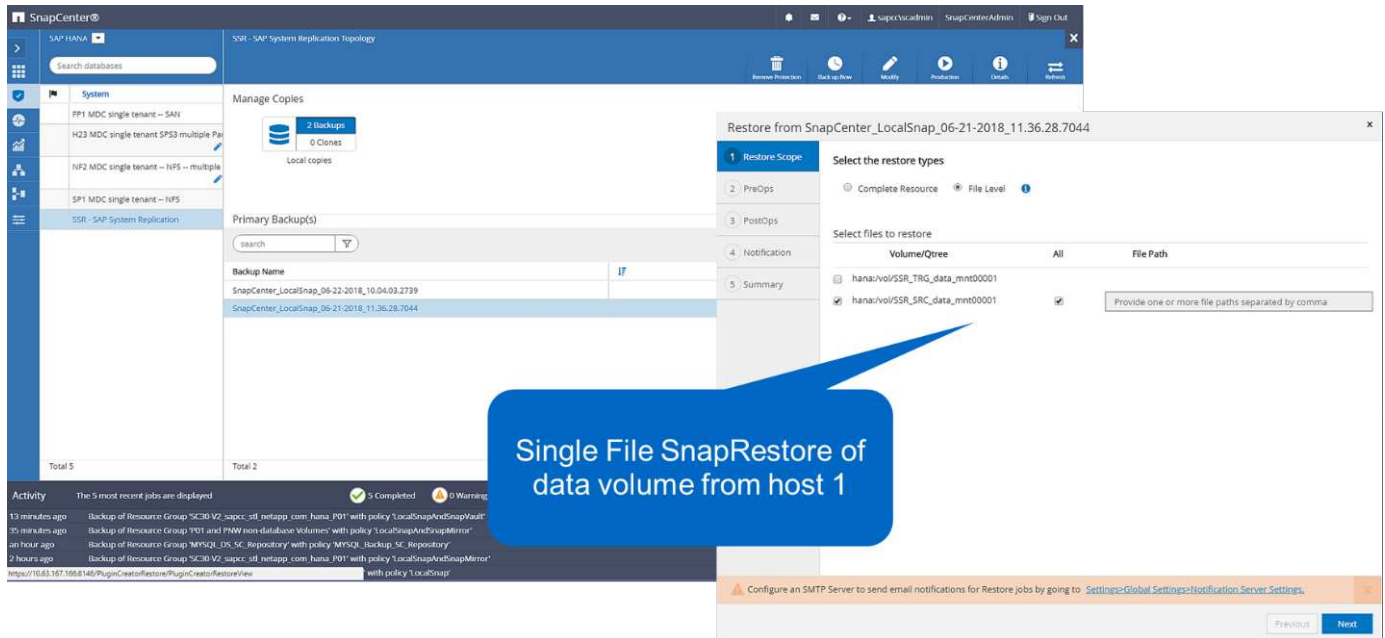 SnapCenter®
sapcc\scadmin SnapCenterAdmin Sign Out
SAP HANA
SSR - SAP System Replication Topology
Search databases
Remove Protection Back up Now Modify Production Details Refresh
System
PP1 MDC single tenant -- SAN
H23 MDC single tenant SPS3 multiple Par
NF2 MDC single tenant -- NFS -- multiple
SP1 MDC single tenant -- NFS
SSR - SAP System Replication
Manage Copies
2 Backups
0 Clones
Local copies
Primary Backup(s)
search
Backup Name
SnapCenter_LocalSnap_06-22-2018_10.04.03.2739
SnapCenter_LocalSnap_06-21-2018_11.36.28.7044
Total 5
Total 2
Activity The 5 most recent jobs are displayed 5 Completed 0 Warning
13 minutes ago Backup of Resource Group 'SC30-V2_sapcc_stl_netapp_com_hana_P01' with policy 'LocalSnapAndSnapVault'
35 minutes ago Backup of Resource Group 'P01 and PNW non-database Volumes' with policy 'LocalSnapAndSnapMirror'
an hour ago Backup of Resource Group 'MYSQL_DS_SC_Repository' with policy 'MYSQL_Backup_SC_Repository'
2 hours ago Backup of Resource Group 'SC30-V2_sapcc_stl_netapp_com_hana_P01' with policy 'LocalSnapAndSnapMirror'
https://10.63.167.166:8146/PluginCreatorRestore/PluginCreatorRestoreView with policy 'LocalSnap'
Restore from SnapCenter_LocalSnap_06-21-2018_11.36.28.7044
x
1 Restore Scope
2 PreOps
3 PostOps
4 Notification
5 Summary
Select the restore types
Complete Resource File Level
Select files to restore
Volume/Qtree All File Path
hana:/vol/SSR_TRG_data_mnt00001
hana:/vol/SSR_SRC_data_mnt00001 Provide one or more file paths separated by comma
Single File SnapRestore of
data volume from host 1
Configure an SMTP Server to send email notifications for Restore jobs by going to Settings>Global Settings>Notification Server Settings.
Previous Next